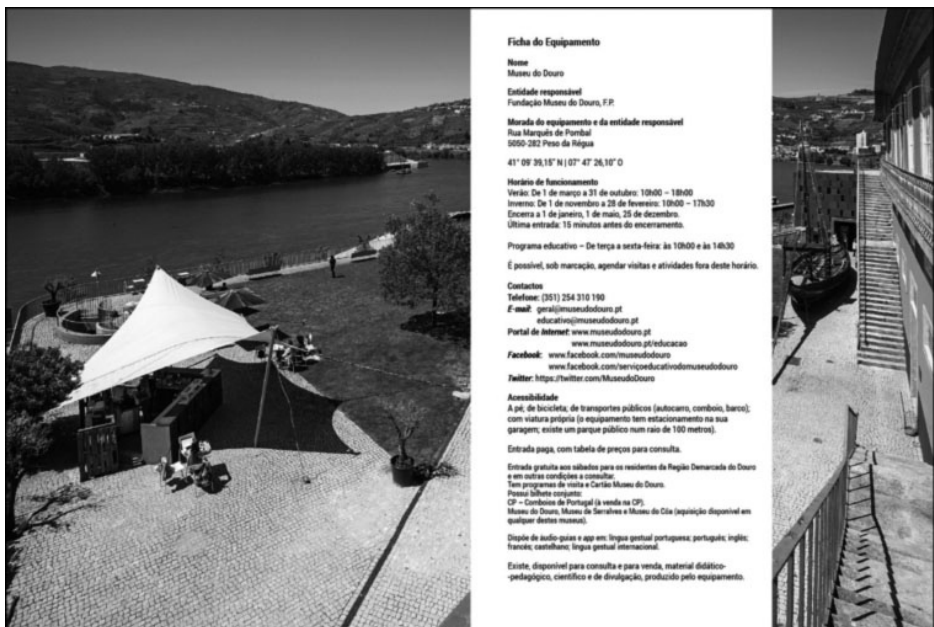 Ficha do Equipamento
Nome
Museu do Douro
Entidade responsável
Fundação Museu do Douro, F.P.
Morada do equipamento e da entidade responsável
Rua Marquês de Pombal
5050-282 Peso da Régua
41° 09' 39,15" N | 07° 47' 26,10" O
Horário de funcionamento
Verão: De 1 de março a 31 de outubro: 10h00 – 18h00
Inverno: De 1 de novembro a 28 de fevereiro: 10h00 – 17h30
Encerra a 1 de janeiro, 1 de maio, 25 de dezembro.
Última entrada: 15 minutos antes do encerramento.
Programa educativo – De terça a sexta-feira: às 10h00 e às 14h30
É possível, sob marcação, agendar visitas e atividades fora deste horário.
Contactos
Telefone: (351) 254 310 190
E-mail: geral@museudodouro.pt
educativo@museudodouro.pt
Portal de Internet: www.museudodouro.pt
www.museudodouro.pt/educacao
Facebook: www.facebook.com/museudodouro
www.facebook.com/serviçoeducativodomuseudodouro
Twitter: https://twitter.com/MuseudoDouro
Acessibilidade
A pé; de bicicleta; de transportes públicos (autocarro, comboio, barco);
com viatura própria (o equipamento tem estacionamento na sua
garagem; existe um parque público num raio de 100 metros).
Entrada paga, com tabela de preços para consulta.
Entrada gratuita aos sábados para os residentes da Região Demarcada do Douro
e em outras condições a consultar.
Tem programas de visita e Cartão Museu do Douro.
Possui bilhete conjunto:
CP – Comboios de Portugal (à venda na CP).
Museu do Douro, Museu de Serralves e Museu do Côa (aquisição disponível em
qualquer destes museus).
Dispõe de áudio-guias e app em: língua gestual portuguesa; português; inglês;
francês; castelhano; língua gestual internacional.
Existe, disponível para consulta e para venda, material didático-
-pedagógico, científico e de divulgação, produzido pelo equipamento.